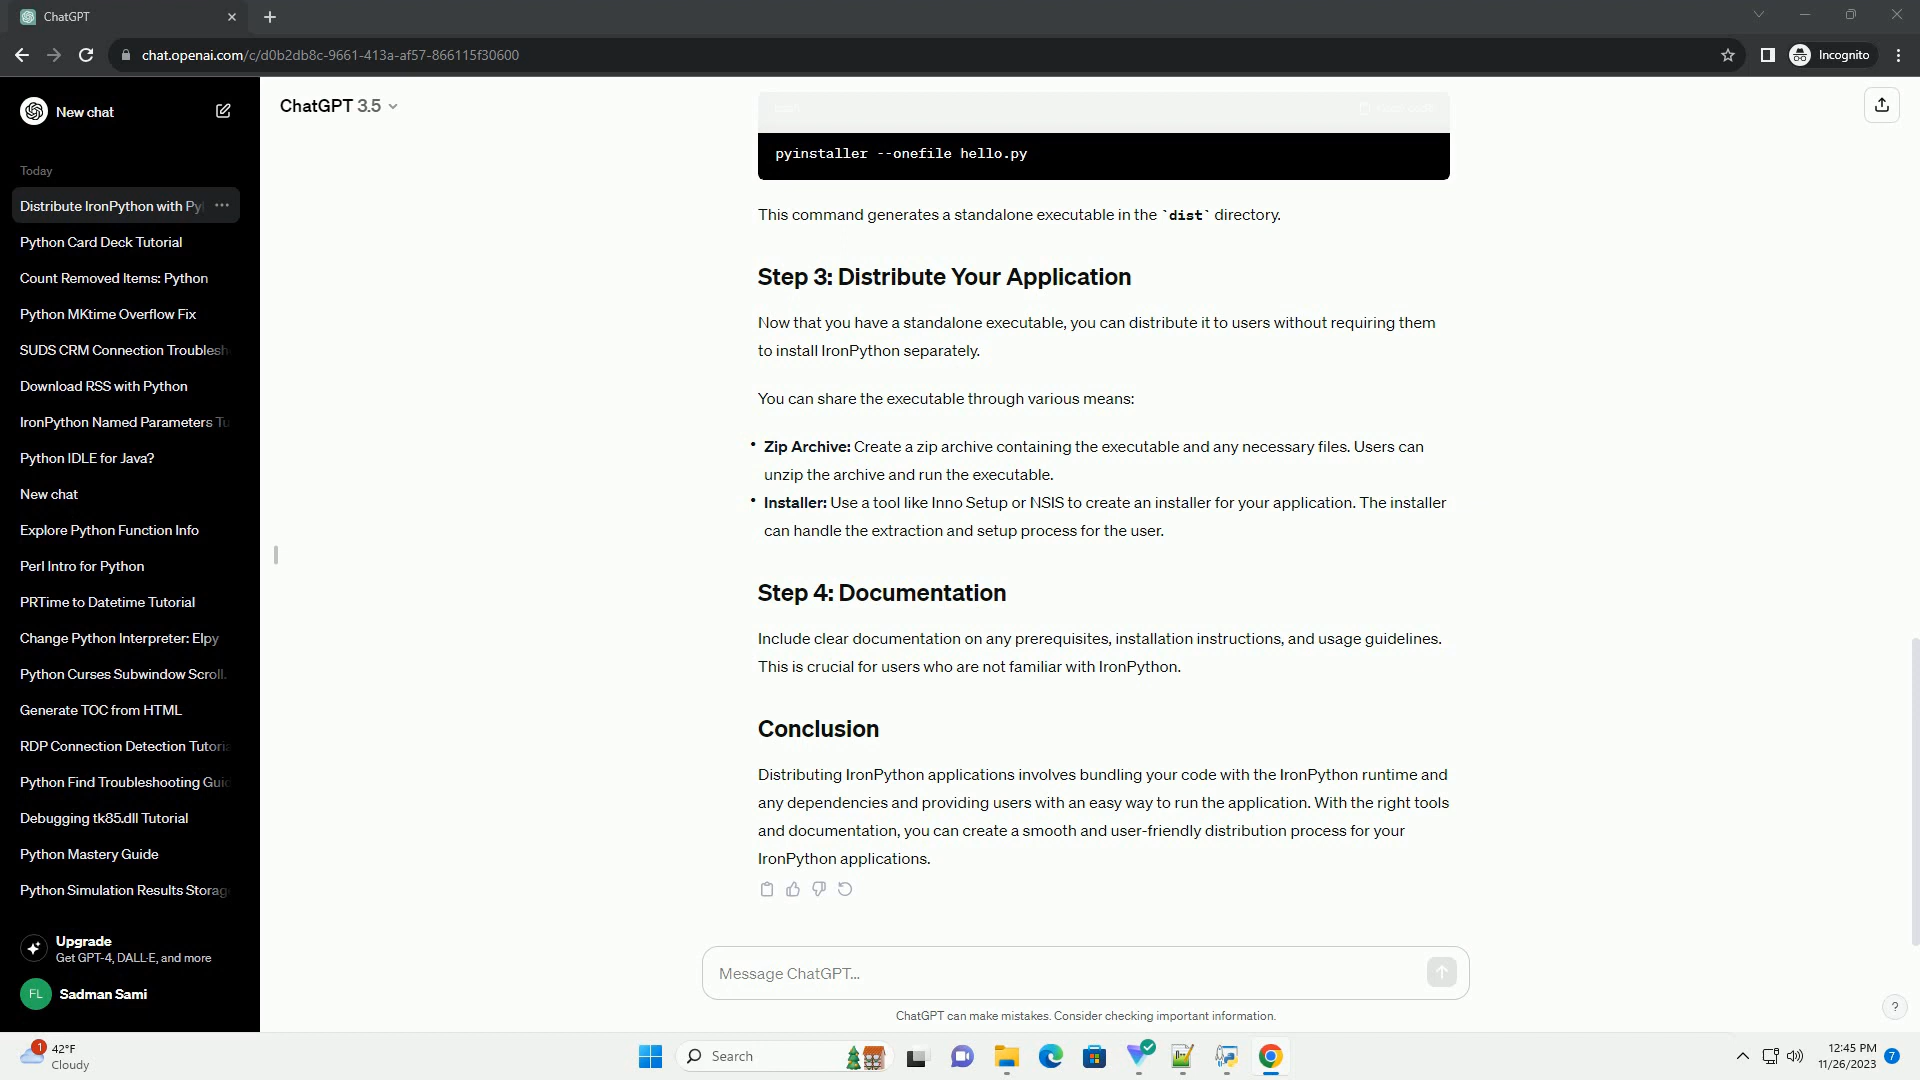 ChatGPT
chat.openai.com/c/d0b2db8c-9661-413a-af57-866115f30600
Incognito
New chat
Today
Distribute IronPython with Py
Python Card Deck Tutorial
Count Removed Items: Python
Python MKtime Overflow Fix
SUDS CRM Connection Troublesh
Download RSS with Python
IronPython Named Parameters Tu
Python IDLE for Java?
New chat
Explore Python Function Info
Perl Intro for Python
PRTime to Datetime Tutorial
Change Python Interpreter: Elpy
Python Curses Subwindow Scroll.
Generate TOC from HTML
RDP Connection Detection Tutoria
Python Find Troubleshooting Guid
Debugging tk85.dll Tutorial
Python Mastery Guide
Python Simulation Results Storag
Upgrade
Get GPT-4, DALL·E, and more
FL
Sadman Sami
ChatGPT 3.5
pyinstaller --onefile hello.py
This command generates a standalone executable in the `dist` directory.
Step 3: Distribute Your Application
Now that you have a standalone executable, you can distribute it to users without requiring them
to install IronPython separately.
You can share the executable through various means:
• Zip Archive: Create a zip archive containing the executable and any necessary files. Users can
unzip the archive and run the executable.
• Installer: Use a tool like Inno Setup or NSIS to create an installer for your application. The installer
can handle the extraction and setup process for the user.
Step 4: Documentation
Include clear documentation on any prerequisites, installation instructions, and usage guidelines.
This is crucial for users who are not familiar with IronPython.
Conclusion
Distributing IronPython applications involves bundling your code with the IronPython runtime and
any dependencies and providing users with an easy way to run the application. With the right tools
and documentation, you can create a smooth and user-friendly distribution process for your
IronPython applications.
Message ChatGPT...
ChatGPT can make mistakes. Consider checking important information.
?
1
42°F
Cloudy
Search
12:45 PM
11/26/2023
7